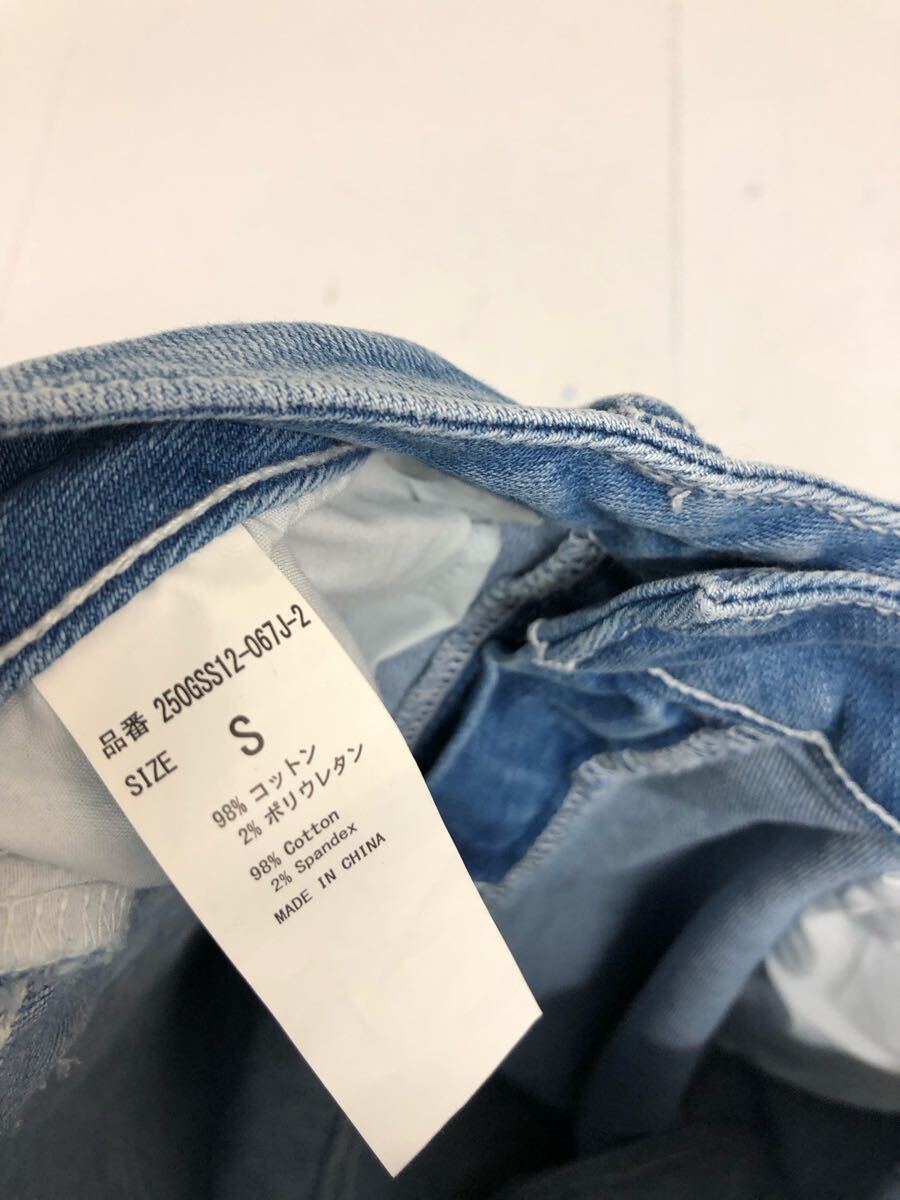 品番 250GSS12-067J-2
SIZE S
98% コットン
2% ポリウレタン
98% Cotton
2% Spandex
MADE IN CHINA